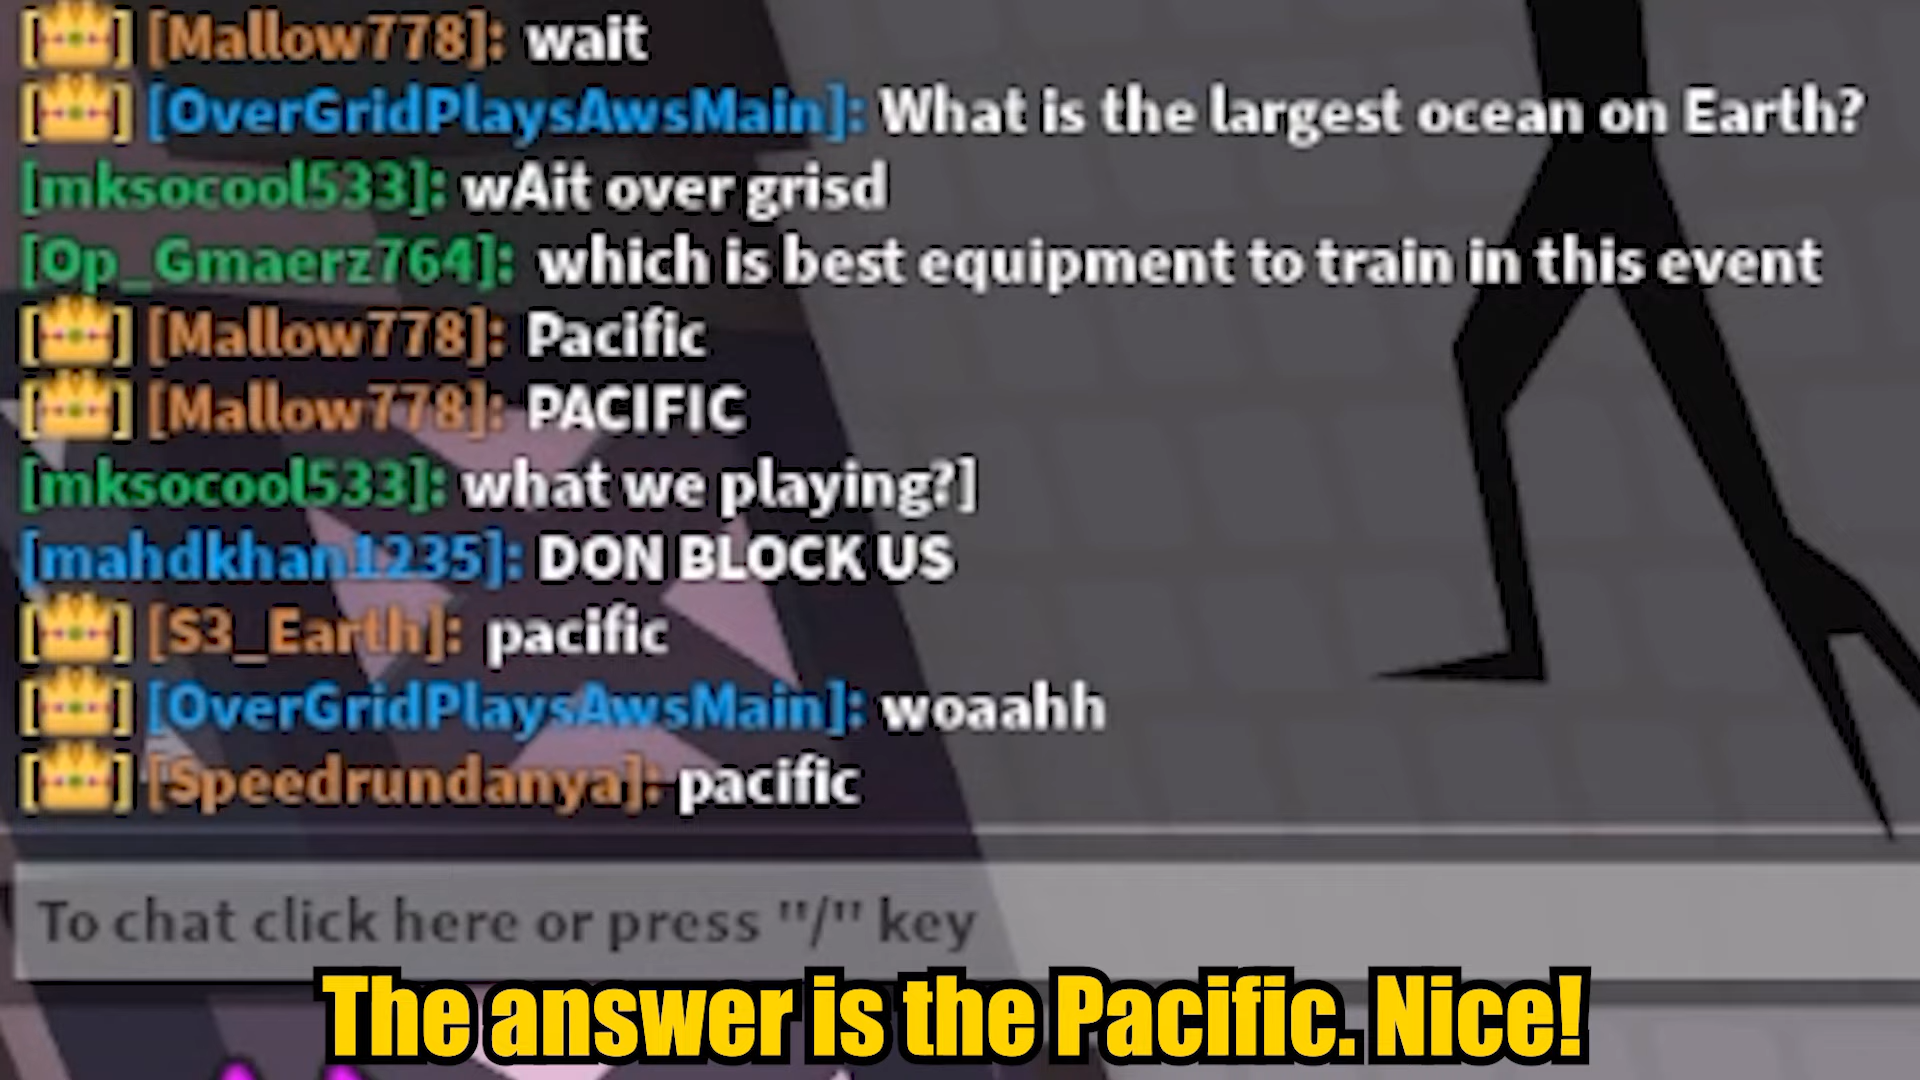 [👑] [Mallow778]: wait
[👑] [OverGridPlaysAwsMain]: What is the largest ocean on Earth?
[mksocool533]: wAit over grisd
[Op_Gmaerz764]: which is best equipment to train in this event
[👑] [Mallow778]: Pacific
[👑] [Mallow778]: PACIFIC
[mksocool533]: what we playing?]
[mahdkhan1235]: DON BLOCK US
[👑] [S3_Earth]: pacific
[👑] [OverGridPlaysAwsMain]: woaahh
[👑] [Speedrundanya]: pacific
To chat click here or press "/" key
The answer is the Pacific. Nice!